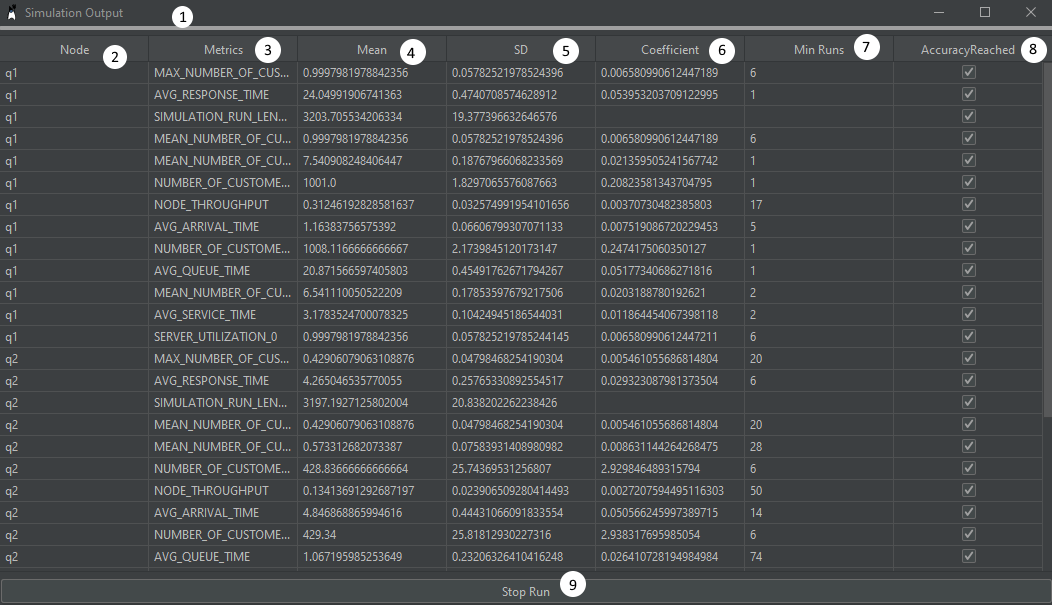 Simulation Output 1
Node 2 Metrics 3 Mean 4 SD 5 Coefficient 6 Min Runs 7 AccuracyReached 8
q1 MAX_NUMBER_OF_CUS... 0.9997981978842356 0.05782521978524396 0.006580990612447189 6
q1 AVG_RESPONSE_TIME 24.04991906741363 0.4740708574628912 0.053953203709122995 1
q1 SIMULATION_RUN_LEN... 3203.705534206334 19.377396632646576
q1 MEAN_NUMBER_OF_CU... 0.9997981978842356 0.05782521978524396 0.006580990612447189 6
q1 MEAN_NUMBER_OF_CU... 7.540908248406447 0.18767966068233569 0.021359505241567742 1
q1 NUMBER_OF_CUSTOME... 1001.0 1.8297065576087663 0.20823581343704795 1
q1 NODE_THROUGHPUT 0.31246192828581637 0.032574991954101656 0.00370730482385803 17
q1 AVG_ARRIVAL_TIME 1.16383756575392 0.06606799307071133 0.007519086720229453 5
q1 NUMBER_OF_CUSTOME... 1008.1166666666667 2.1739845120173147 0.2474175060350127 1
q1 AVG_QUEUE_TIME 20.871566597405803 0.45491762671794267 0.05177340686271816 1
q1 MEAN_NUMBER_OF_CU... 6.541110050522209 0.17853597679217506 0.0203188780192621 2
q1 AVG_SERVICE_TIME 3.1783524700078325 0.10424945186544031 0.011864454067398118 2
q1 SERVER_UTILIZATION_0 0.9997981978842356 0.057825219785244145 0.006580990612447211 6
q2 MAX_NUMBER_OF_CUS... 0.42906079063108876 0.04798468254190304 0.005461055686814804 20
q2 AVG_RESPONSE_TIME 4.265046535770055 0.25765330892554517 0.029323087981373504 6
q2 SIMULATION_RUN_LEN... 3197.1927125802004 20.838202262238426
q2 MEAN_NUMBER_OF_CU... 0.42906079063108876 0.04798468254190304 0.005461055686814804 20
q2 MEAN_NUMBER_OF_CU... 0.573312682073387 0.07583931408980982 0.008631144264268475 28
q2 NUMBER_OF_CUSTOME... 428.83666666666664 25.74369531256807 2.929846489315794 6
q2 NODE_THROUGHPUT 0.13413691292687197 0.023906509280414493 0.0027207594495116303 50
q2 AVG_ARRIVAL_TIME 4.846868865994616 0.44431066091833554 0.050566245997389715 14
q2 NUMBER_OF_CUSTOME... 429.34 25.81812930227316 2.938317695985054 6
q2 AVG_QUEUE_TIME 1.067195985253649 0.23206326410416248 0.026410728194984984 74
Stop Run 9